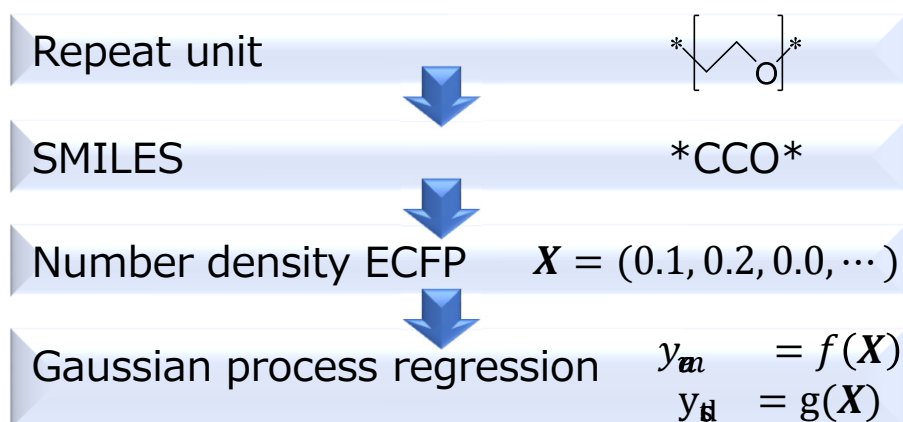 Repeat unit
* * O
SMILES *CCO*
Number density ECFP X = (0.1, 0.2, 0.0, ⋯ )
Gaussian process regression y = f(X)
y = g(X)